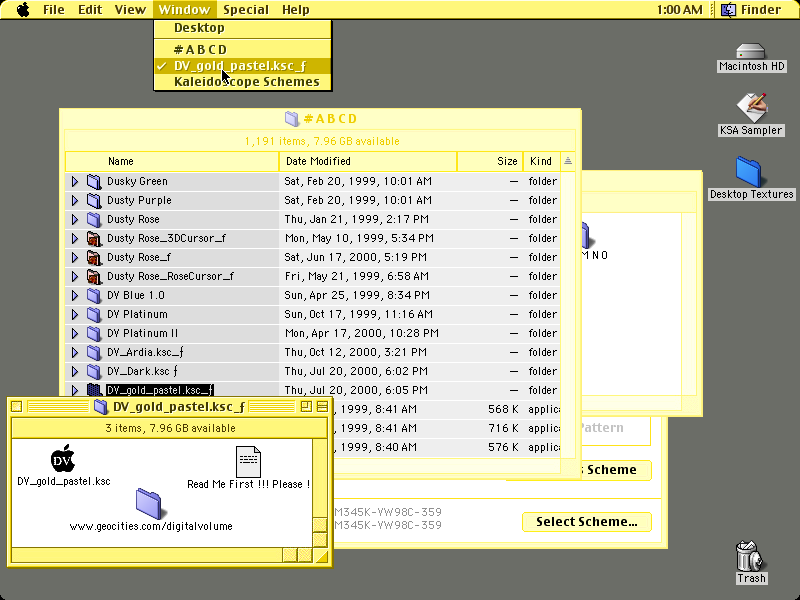 File Edit View Window Special Help 1:00 AM Finder
Desktop
#ABCD
✓ DV_gold_pastel.ksc_ƒ
Kaleidoscope Schemes
Macintosh HD
KSA Sampler
Desktop Textures
Trash
#ABCD
1,191 items, 7.96 GB available
Name Date Modified Size Kind
Dusky Green Sat, Feb 20, 1999, 10:01 AM — folder
Dusty Purple Sat, Feb 20, 1999, 10:01 AM — folder
Dusty Rose Thu, Jan 21, 1999, 2:17 PM — folder
Dusty Rose_3DCursor_f Mon, May 10, 1999, 5:34 PM — folder
Dusty Rose_f Sat, Jun 17, 2000, 5:19 PM — folder
Dusty Rose_RoseCursor_f Fri, May 21, 1999, 6:58 AM — folder
DV Blue 1.0 Sun, Apr 25, 1999, 8:34 PM — folder
DV Platinum Sun, Oct 17, 1999, 11:16 AM — folder
DV Platinum II Mon, Apr 17, 2000, 10:28 PM — folder
DV_Ardia.ksc_ƒ Thu, Oct 12, 2000, 3:21 PM — folder
DV_Dark.ksc ƒ Thu, Jul 20, 2000, 6:02 PM — folder
DV_gold_pastel.ksc_ƒ Thu, Jul 20, 2000, 6:05 PM — folder
, 1999, 8:41 AM 568 K applica
, 1999, 8:41 AM 716 K applica
, 1999, 8:40 AM 576 K applica
M N O
Pattern
s Scheme
M345K-YW98C-359
M345K-YW98C-359
Select Scheme...
DV_gold_pastel.ksc_ƒ
3 items, 7.96 GB available
DV
DV_gold_pastel.ksc
Read Me First !!! Please !
www.geocities.com/digitalvolume